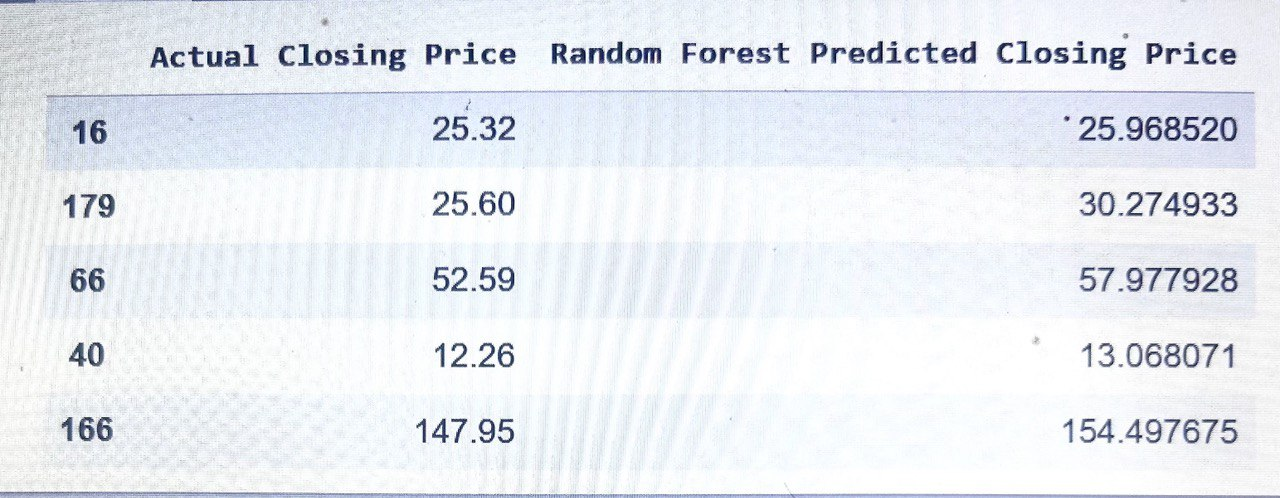 Actual Closing Price Random Forest Predicted Closing Price
16 25.32 25.968520
179 25.60 30.274933
66 52.59 57.977928
40 12.26 13.068071
166 147.95 154.497675